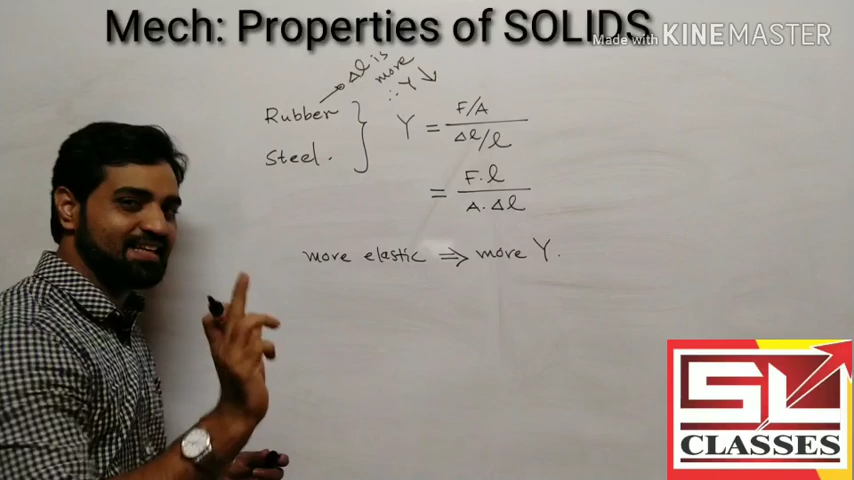 Mech: Properties of SOLIDS
Made with KINEMASTER
Δl is
more
∴ Y ↓
Rubber
Steel.
Y = F/A / Δl/l
= F.l / A.Δl
more elastic ⇒ more Y.
SL
CLASSES